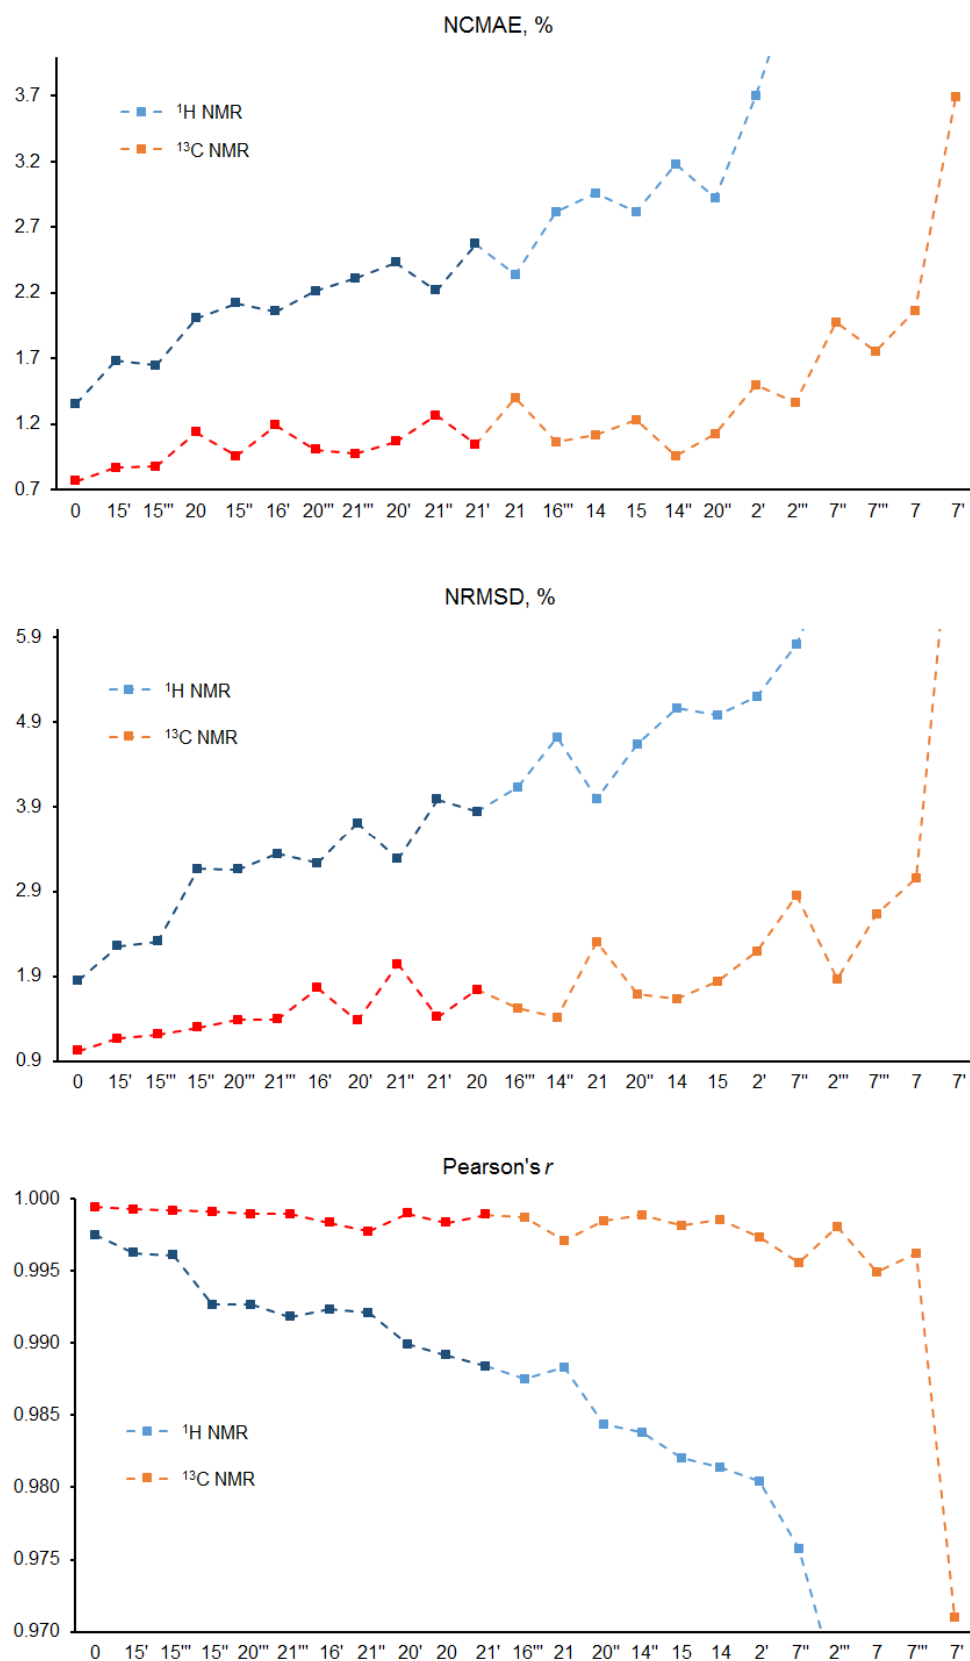 NCMAE, %
3.7
3.2
2.7
2.2
1.7
1.2
0.7
¹H NMR
¹³C NMR
0 15' 15''' 20 15'' 16' 20''' 21''' 20' 21'' 21' 21 16''' 14 15 14'' 20'' 2' 2''' 7'' 7''' 7 7'
NRMSD, %
5.9
4.9
3.9
2.9
1.9
0.9
¹H NMR
¹³C NMR
0 15' 15''' 15'' 20''' 21''' 16' 20' 21'' 21' 20 16''' 14'' 21 20'' 14 15 2' 7'' 2''' 7''' 7 7'
Pearson's r
1.000
0.995
0.990
0.985
0.980
0.975
0.970
¹H NMR
¹³C NMR
0 15' 15''' 15'' 20''' 21''' 16' 21'' 20' 20 21' 16''' 21 20'' 14'' 15 14 2' 7'' 2''' 7 7''' 7'